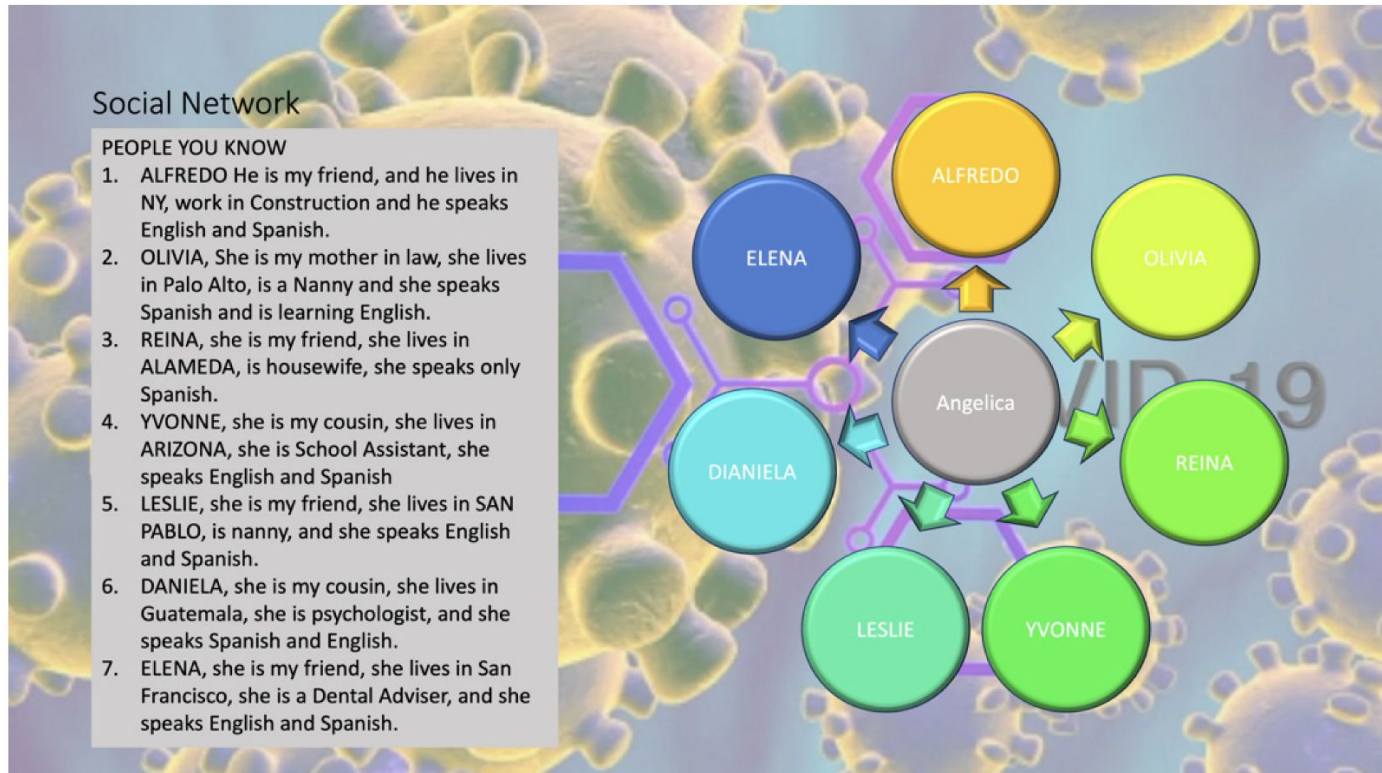 Social Network
PEOPLE YOU KNOW
1. ALFREDO He is my friend, and he lives in
NY, work in Construction and he speaks
English and Spanish.
2. OLIVIA, She is my mother in law, she lives
in Palo Alto, is a Nanny and she speaks
Spanish and is learning English.
3. REINA, she is my friend, she lives in
ALAMEDA, is housewife, she speaks only
Spanish.
4. YVONNE, she is my cousin, she lives in
ARIZONA, she is School Assistant, she
speaks English and Spanish
5. LESLIE, she is my friend, she lives in SAN
PABLO, is nanny, and she speaks English
and Spanish.
6. DANIELA, she is my cousin, she lives in
Guatemala, she is psychologist, and she
speaks Spanish and English.
7. ELENA, she is my friend, she lives in San
Francisco, she is a Dental Adviser, and she
speaks English and Spanish.
ALFREDO
ELENA
OLIVIA
Angelica
VID-19
DIANIELA
REINA
LESLIE
YVONNE